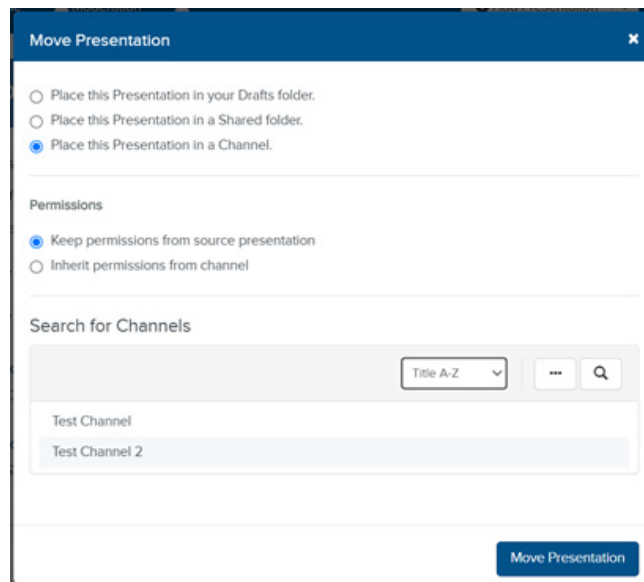 Move Presentation
Place this Presentation in your Drafts folder.
Place this Presentation in a Shared folder.
Place this Presentation in a Channel.
Permissions
Keep permissions from source presentation
Inherit permissions from channel
Search for Channels
Title A-Z
Test Channel
Test Channel 2
Move Presentation